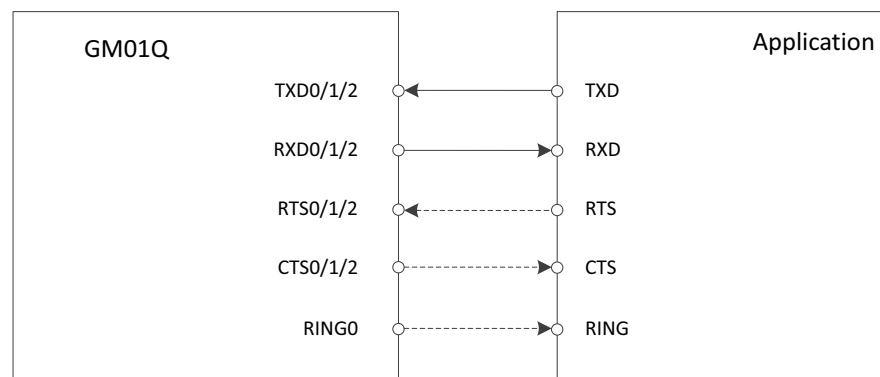 GM01Q
Application
TXD0/1/2
TXD
RXD0/1/2
RXD
RTS0/1/2
RTS
CTS0/1/2
CTS
RING0
RING